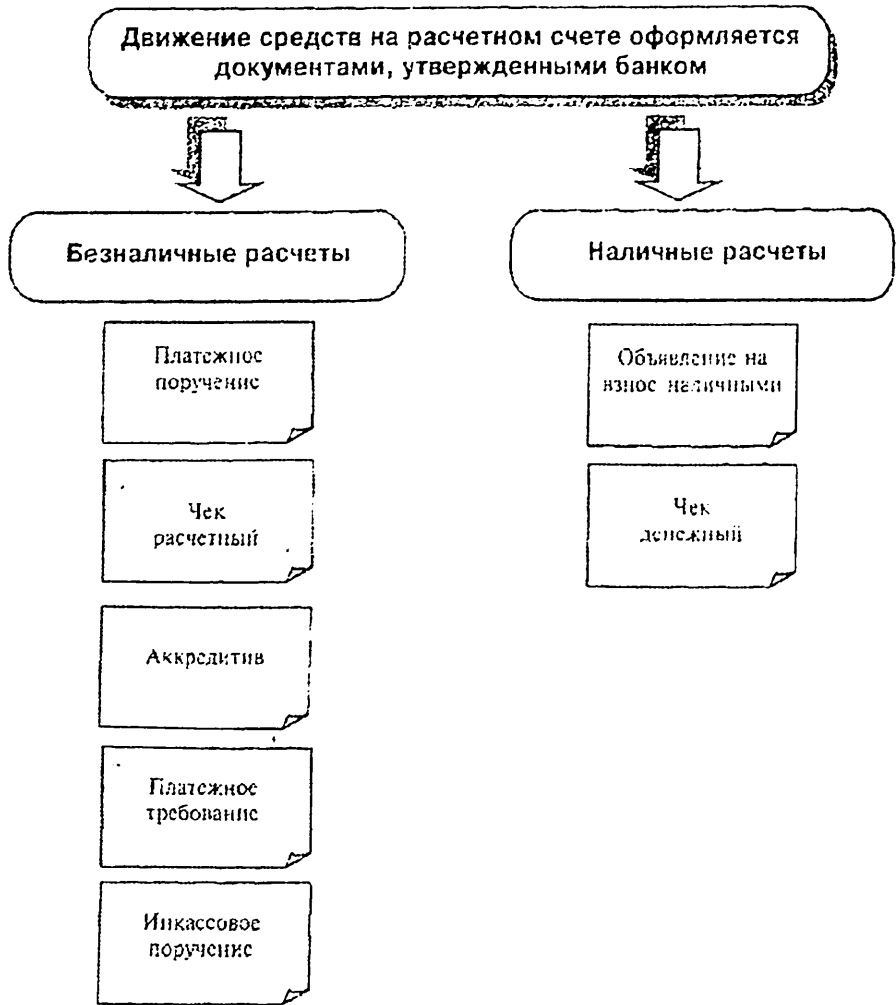 Движение средств на расчетном счете оформляется
документами, утвержденными банком
Безналичные расчеты
Наличные расчеты
Платежное
поручение
Чек
расчетный
Аккредитив
Платежное
требование
Инкассовое
поручение
Объявление на
взнос наличными
Чек
денежный